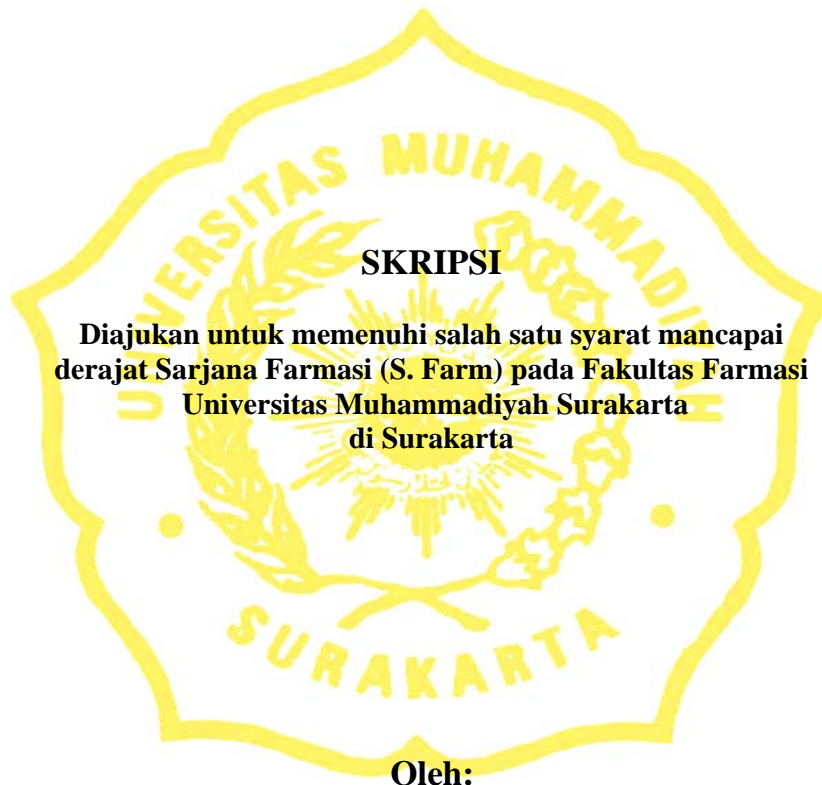 UNIVERSITAS MUHAMMADIYAH
SKRIPSI
Diajukan untuk memenuhi salah satu syarat mancapai
derajat Sarjana Farmasi (S. Farm) pada Fakultas Farmasi
Universitas Muhammadiyah Surakarta
di Surakarta
SURAKARTA
Oleh: